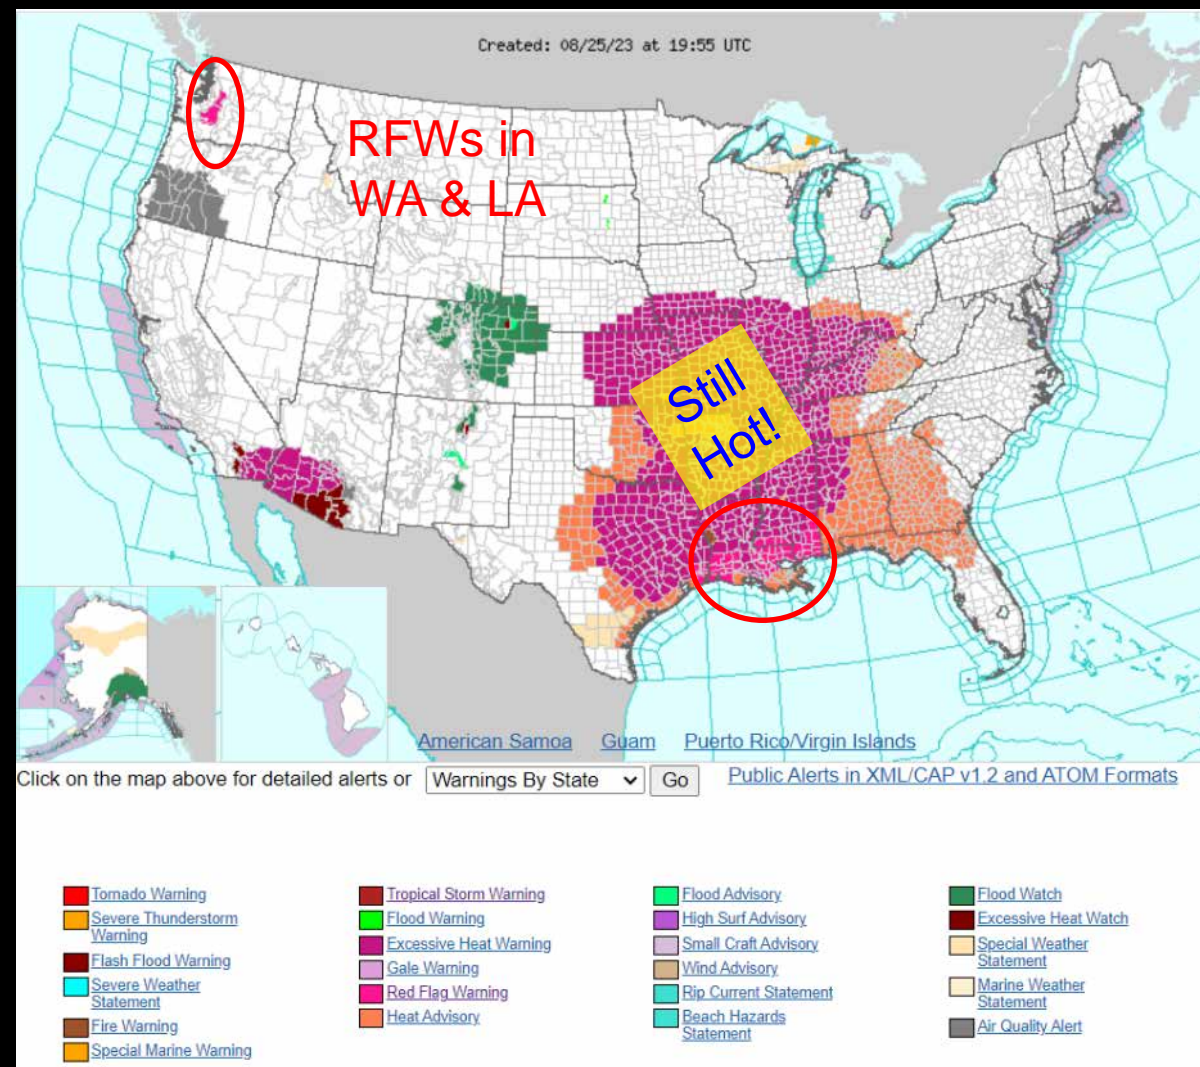 Created: 08/25/23 at 19:55 UTC
RFWs in
WA & LA
Still
Hot!
American Samoa Guam Puerto Rico/Virgin Islands
Click on the map above for detailed alerts or Warnings By State Go Public Alerts in XML/CAP v1.2 and ATOM Formats
Tornado Warning
Severe Thunderstorm
Warning
Flash Flood Warning
Severe Weather
Statement
Fire Warning
Special Marine Warning
Tropical Storm Warning
Flood Warning
Excessive Heat Warning
Gale Warning
Red Flag Warning
Heat Advisory
Flood Advisory
High Surf Advisory
Small Craft Advisory
Wind Advisory
Rip Current Statement
Beach Hazards
Statement
Flood Watch
Excessive Heat Watch
Special Weather
Statement
Marine Weather
Statement
Air Quality Alert